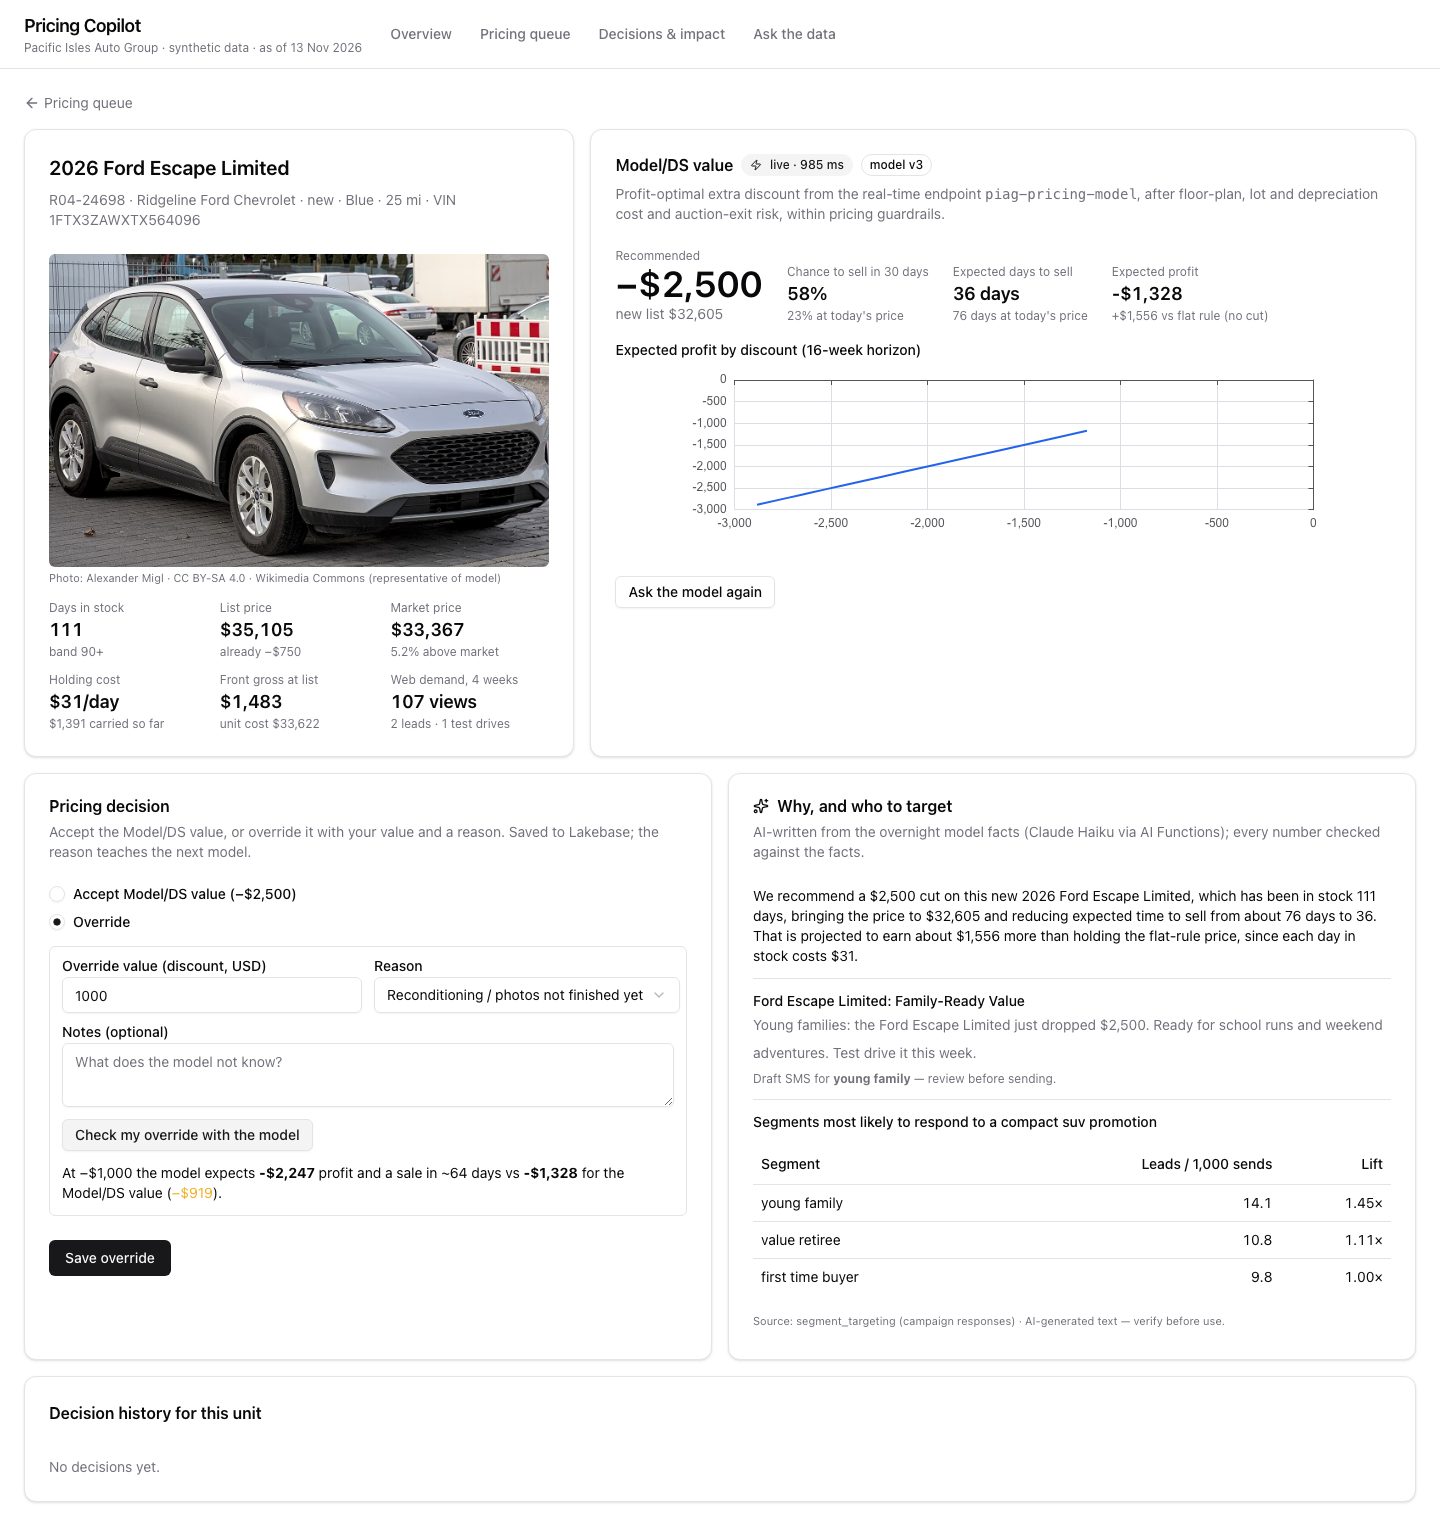 Pricing Copilot
Pacific Isles Auto Group · synthetic data · as of 13 Nov 2026
Overview
Pricing queue
Decisions & impact
Ask the data
← Pricing queue
2026 Ford Escape Limited
R04-24698 · Ridgeline Ford Chevrolet · new · Blue · 25 mi · VIN
1FTX3ZAWXTX564096
Photo: Alexander Migl · CC BY-SA 4.0 · Wikimedia Commons (representative of model)
Days in stock
111
band 90+
List price
$35,105
already −$750
Market price
$33,367
5.2% above market
Holding cost
$31/day
$1,391 carried so far
Front gross at list
$1,483
unit cost $33,622
Web demand, 4 weeks
107 views
2 leads · 1 test drives
Model/DS value
live · 985 ms
model v3
Profit-optimal extra discount from the real-time endpoint piag-pricing-model, after floor-plan, lot and depreciation
cost and auction-exit risk, within pricing guardrails.
Recommended
−$2,500
new list $32,605
Chance to sell in 30 days
58%
23% at today's price
Expected days to sell
36 days
76 days at today's price
Expected profit
-$1,328
+$1,556 vs flat rule (no cut)
Expected profit by discount (16-week horizon)
0
-500
-1,000
-1,500
-2,000
-2,500
-3,000
-3,000
-2,500
-2,000
-1,500
-1,000
-500
0
Ask the model again
Pricing decision
Accept the Model/DS value, or override it with your value and a reason. Saved to Lakebase; the
reason teaches the next model.
Accept Model/DS value (−$2,500)
Override
Override value (discount, USD)
1000
Reason
Reconditioning / photos not finished yet
Notes (optional)
What does the model not know?
Check my override with the model
At −$1,000 the model expects -$2,247 profit and a sale in ~64 days vs -$1,328 for the
Model/DS value (−$919).
Save override
Why, and who to target
AI-written from the overnight model facts (Claude Haiku via AI Functions); every number checked
against the facts.
We recommend a $2,500 cut on this new 2026 Ford Escape Limited, which has been in stock 111
days, bringing the price to $32,605 and reducing expected time to sell from about 76 days to 36.
That is projected to earn about $1,556 more than holding the flat-rule price, since each day in
stock costs $31.
Ford Escape Limited: Family-Ready Value
Young families: the Ford Escape Limited just dropped $2,500. Ready for school runs and weekend
adventures. Test drive it this week.
Draft SMS for young family — review before sending.
Segments most likely to respond to a compact suv promotion
Segment
Leads / 1,000 sends
Lift
young family
14.1
1.45×
value retiree
10.8
1.11×
first time buyer
9.8
1.00×
Source: segment_targeting (campaign responses) · AI-generated text — verify before use.
Decision history for this unit
No decisions yet.